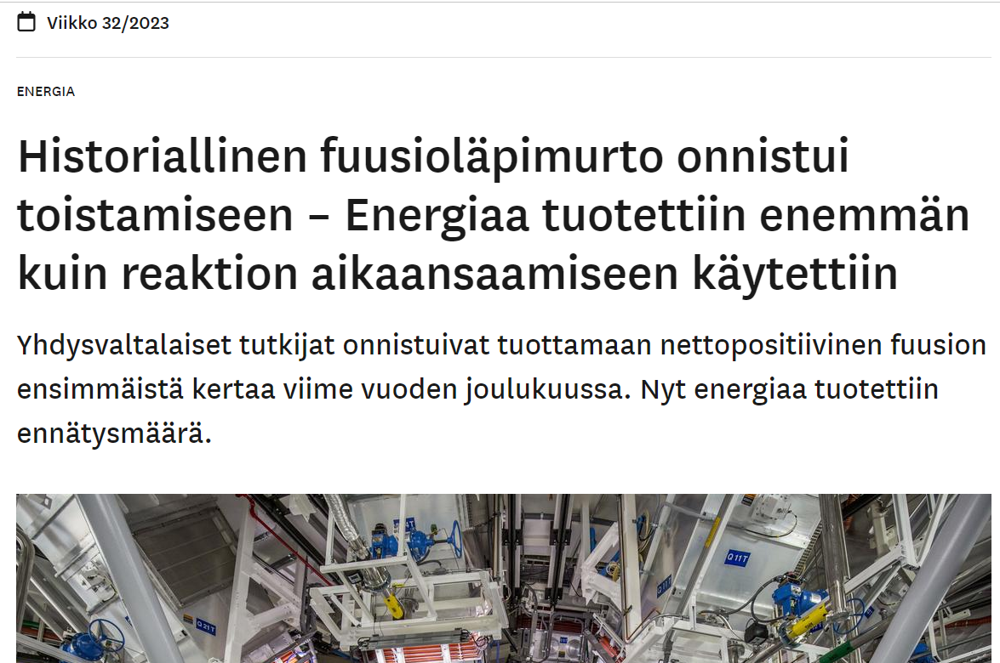 Viikko 32/2023
ENERGIA
Historiallinen fuusioläpimurto onnistui
toistamiseen – Energiaa tuotettiin enemmän
kuin reaktion aikaansaamiseen käytettiin
Yhdysvaltalaiset tutkijat onnistuivat tuottamaan nettopositiivinen fuusion
ensimmäistä kertaa viime vuoden joulukuussa. Nyt energiaa tuotettiin
ennätysmäärä.
Q11T
Q21T